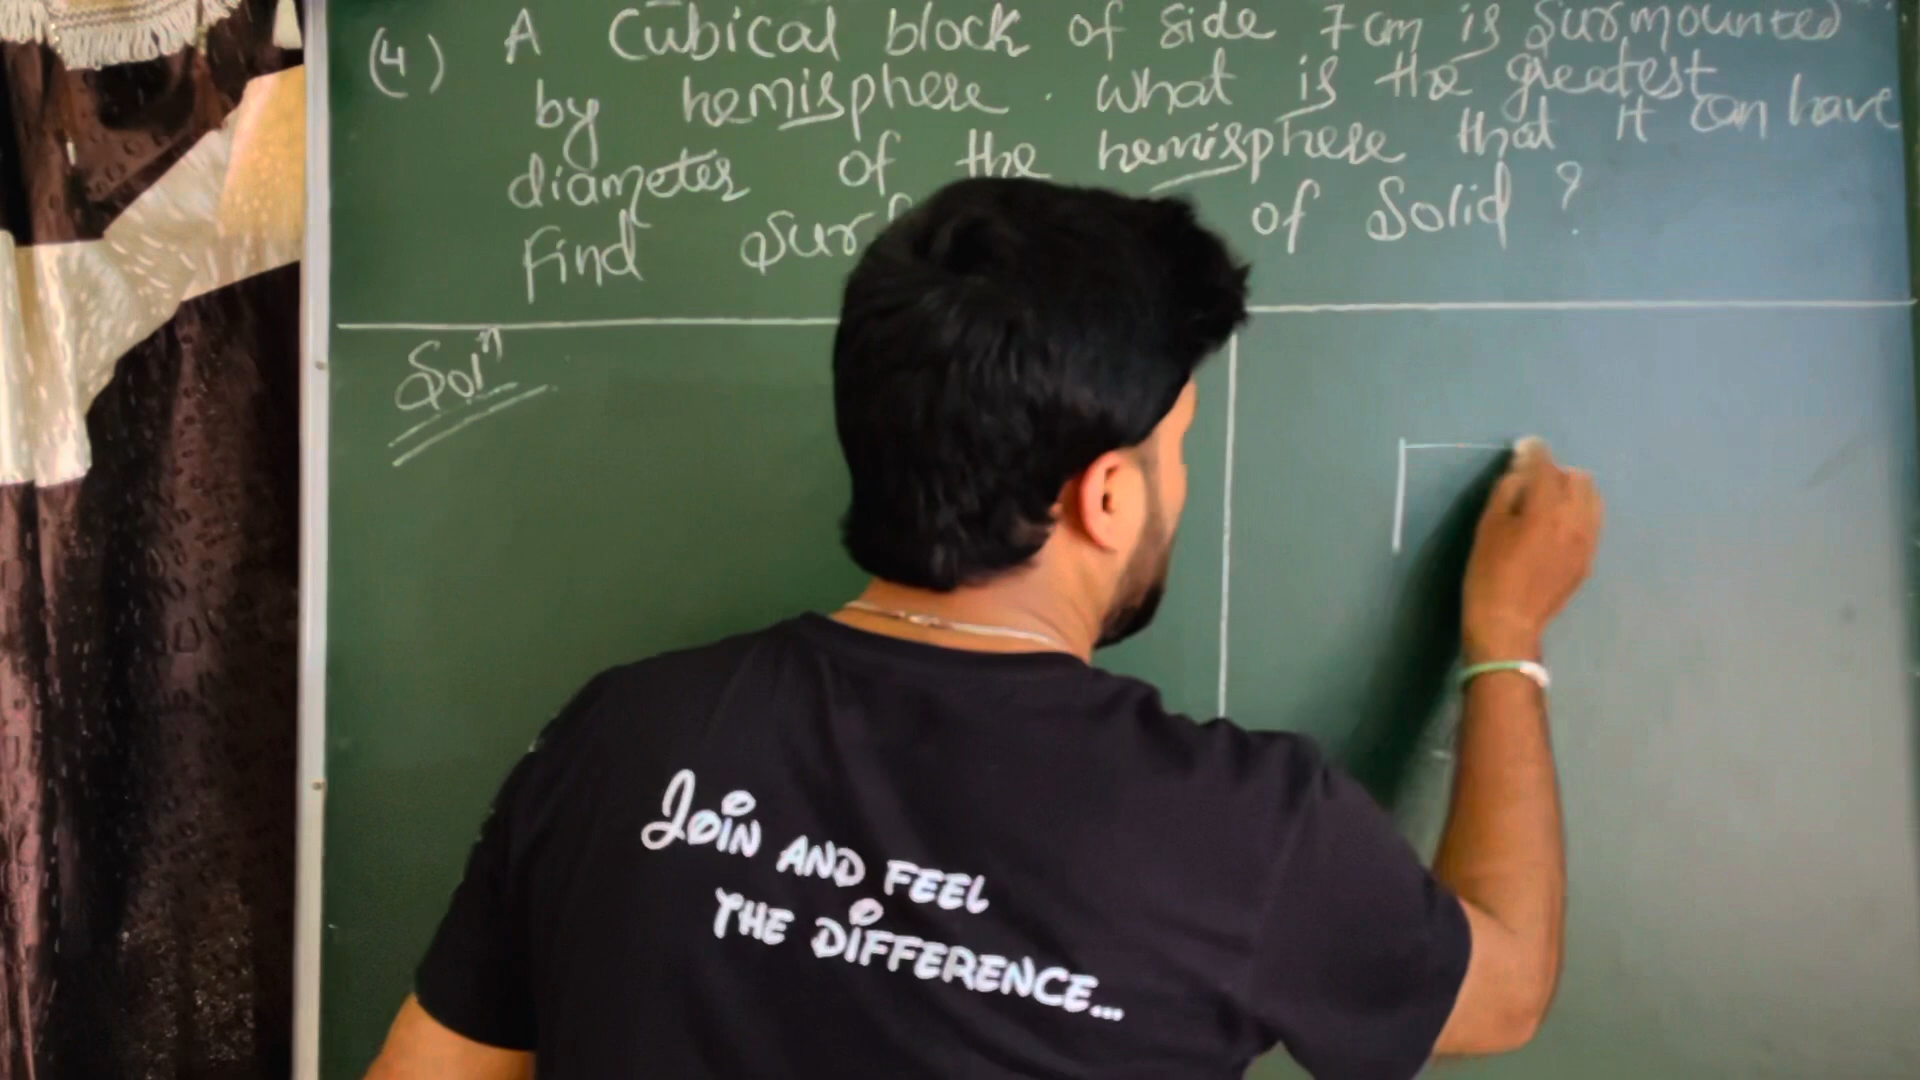 (4) A Cubical block of side 7cm is surmounted
by hemisphere. What is the greatest
diameter of the hemisphere that it can have
Find of Solid ?
Solⁿ
JOIN AND FEEL
THE DIFFERENCE...